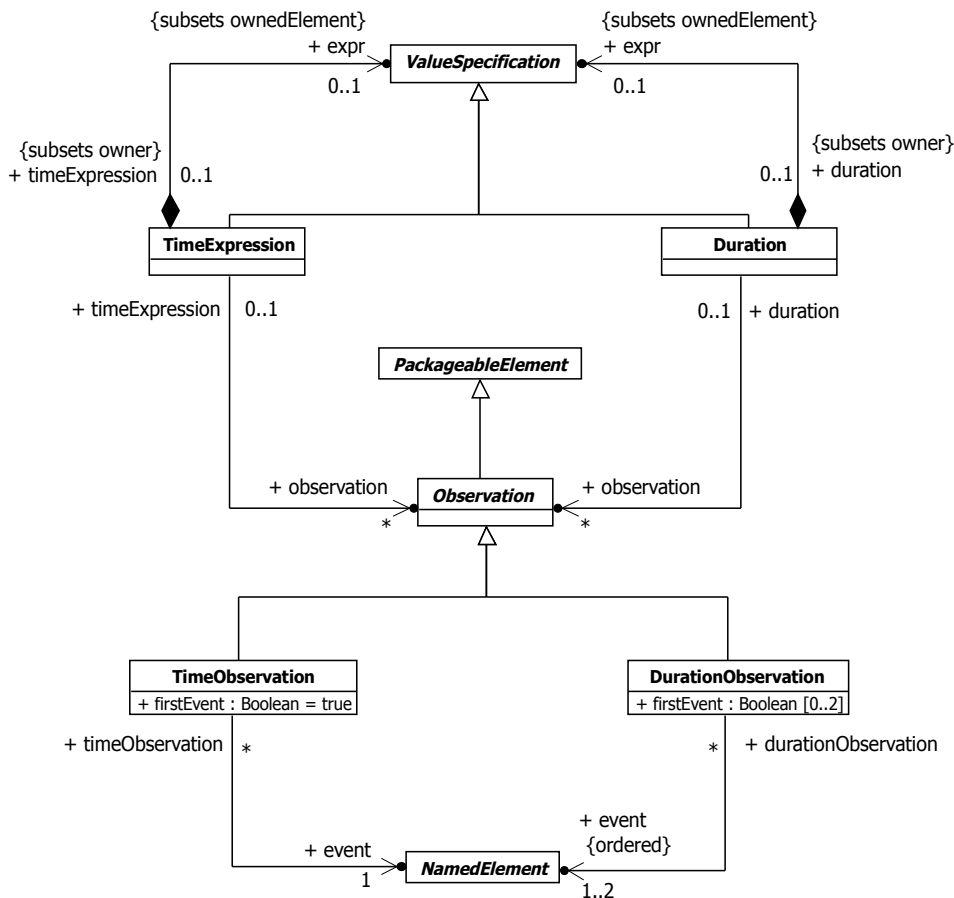 {subsets ownedElement}
+ expr
{subsets ownedElement}
+ expr
ValueSpecification
0..1
0..1
{subsets owner}
+ timeExpression
0..1
{subsets owner}
0..1
+ duration
TimeExpression
Duration
+ timeExpression
0..1
0..1
+ duration
PackageableElement
+ observation
Observation
+ observation
*
*
TimeObservation
+ firstEvent : Boolean = true
DurationObservation
+ firstEvent : Boolean [0..2]
+ timeObservation
*
*
+ durationObservation
+ event
{ordered}
+ event
1
NamedElement
1..2